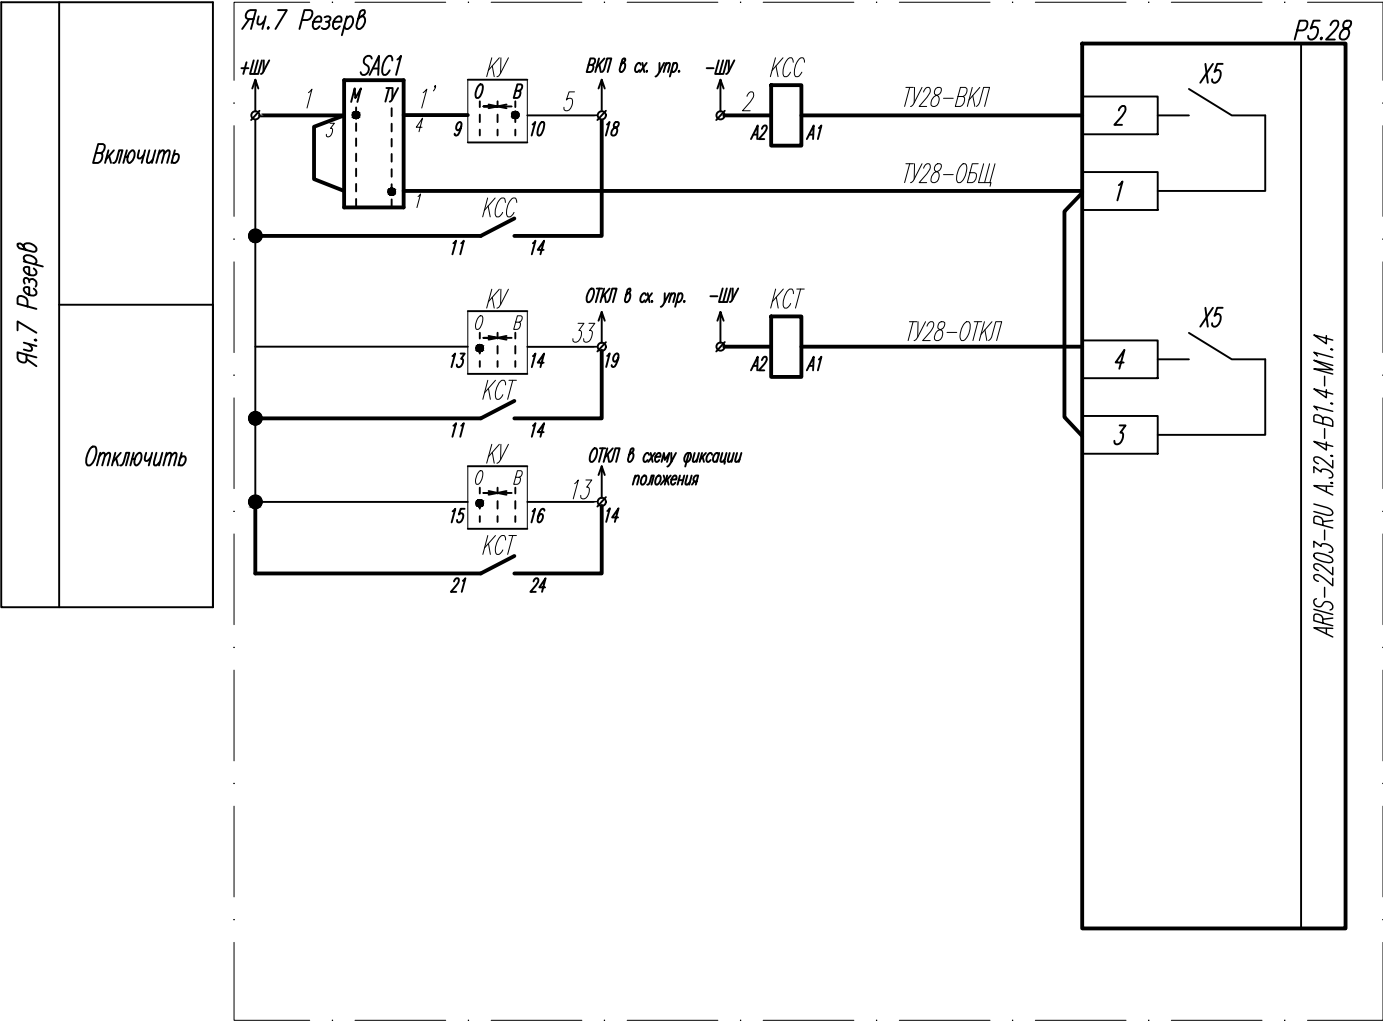 Яч.7 Резерв
Включить
Отключить
Яч.7 Резерв
P5.28
+ШУ
SAC1
КУ
ВКЛ в сх. упр.
-ШУ
КСС
X5
М
ТУ
О
В
1
1'
5
2
ТУ28-ВКЛ
2
3
4
9
10
18
A2
A1
ТУ28-ОБЩ
1
1
КСС
11
14
КУ
ОТКЛ в сх. упр.
-ШУ
КСТ
X5
О
В
33
ТУ28-ОТКЛ
13
14
19
A2
A1
4
КСТ
11
14
3
КУ
ОТКЛ в схему фиксации
положения
О
В
13
15
16
14
КСТ
21
24
ARIS-2203-RU A.32.4-B1.4-M1.4